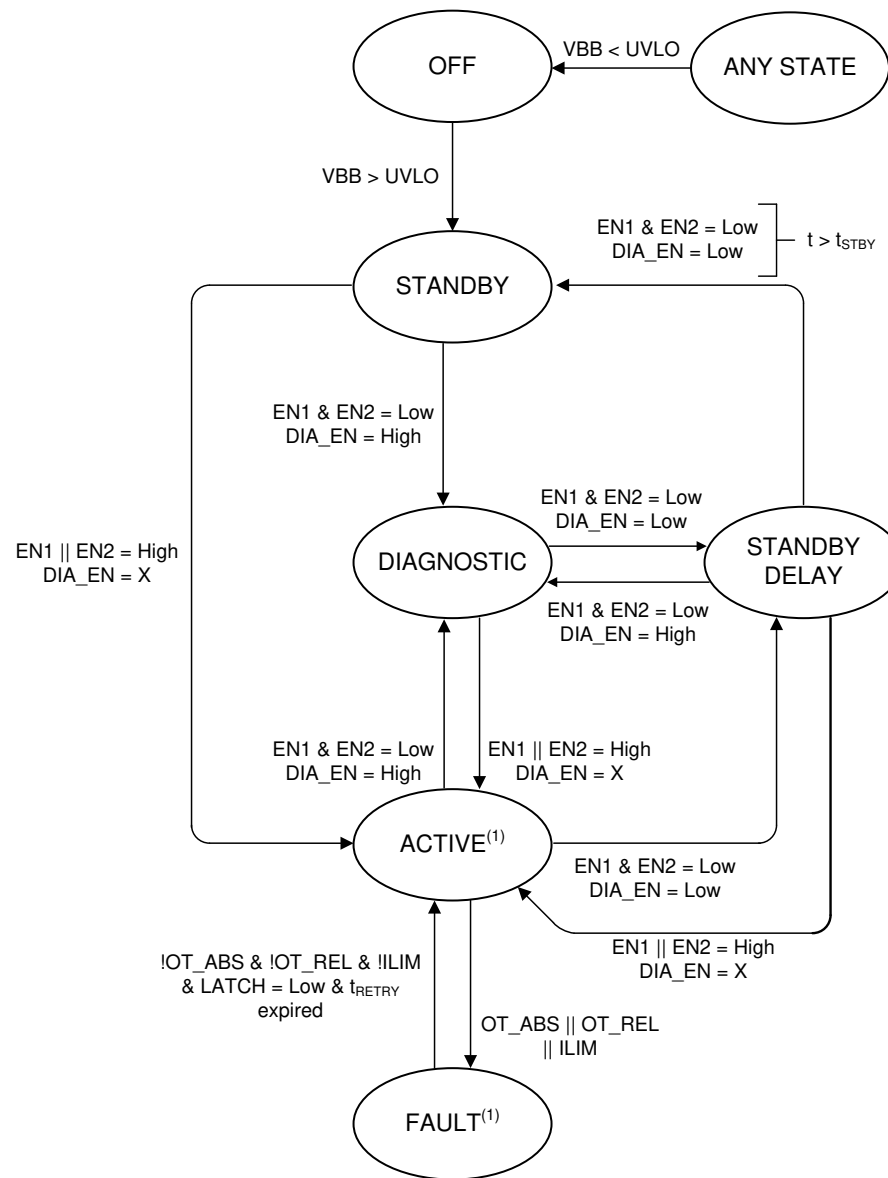 VBB < UVLO
OFF
ANY STATE
VBB > UVLO
EN1 & EN2 = Low
DIA_EN = Low
t > tSTBY
STANDBY
EN1 & EN2 = Low
DIA_EN = High
EN1 & EN2 = Low
DIA_EN = Low
EN1 || EN2 = High
DIA_EN = X
DIAGNOSTIC
STANDBY
DELAY
EN1 & EN2 = Low
DIA_EN = High
EN1 & EN2 = Low
DIA_EN = High
EN1 || EN2 = High
DIA_EN = X
ACTIVE(1)
EN1 & EN2 = Low
DIA_EN = Low
EN1 || EN2 = High
DIA_EN = X
!OT_ABS & !OT_REL & !ILIM
& LATCH = Low & tRETRY
expired
OT_ABS || OT_REL
|| ILIM
FAULT(1)